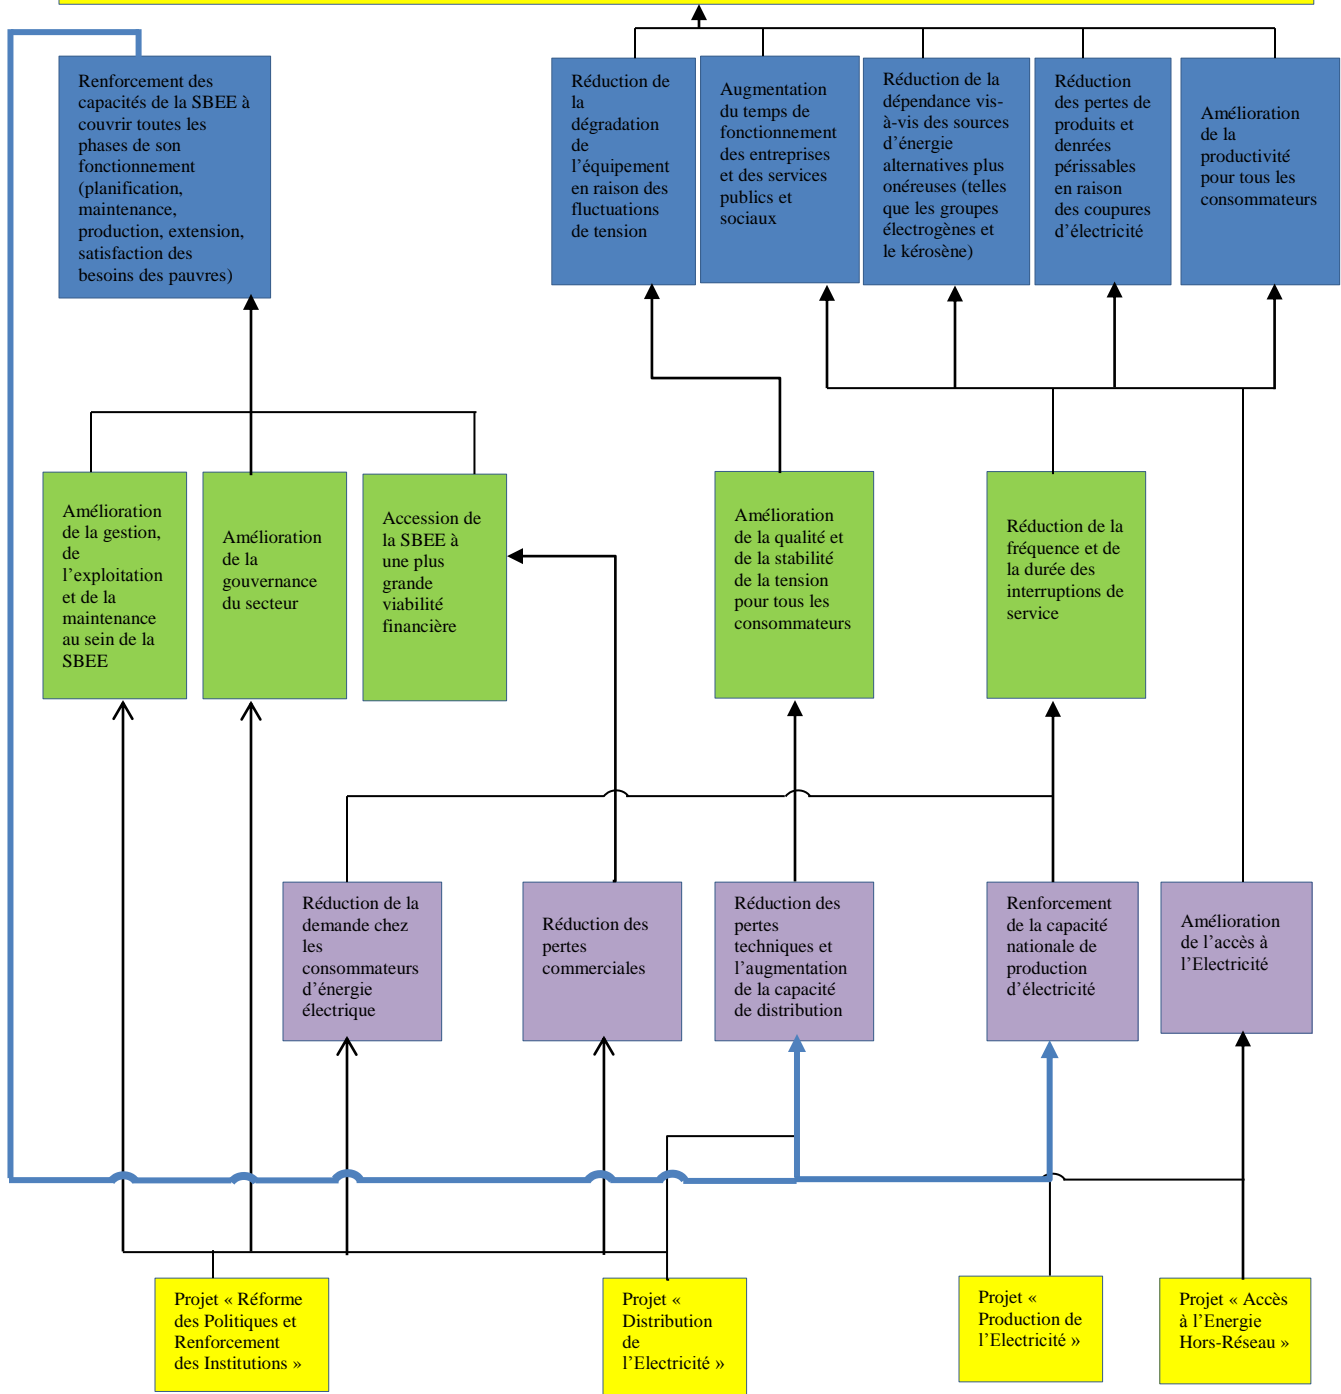 Renforcement des
capacités de la SBEE à
couvrir toutes les
phases de son
fonctionnement
(planification,
maintenance,
production, extension,
satisfaction des
besoins des pauvres)
Réduction de
la
dégradation
de
l’équipement
en raison des
fluctuations
de tension
Augmentation
du temps de
fonctionnement
des entreprises
et des services
publics et
sociaux
Réduction de la
dépendance vis-
à-vis des sources
d’énergie
alternatives plus
onéreuses (telles
que les groupes
électrogènes et
le kérosène)
Réduction
des pertes de
produits et
denrées
périssables
en raison
des coupures
d’électricité
Amélioration
de la
productivité
pour tous les
consommateurs
Amélioration
de la gestion,
de
l’exploitation
et de la
maintenance
au sein de la
SBEE
Amélioration
de la
gouvernance
du secteur
Accession de
la SBEE à
une plus
grande
viabilité
financière
Amélioration
de la qualité et
de la stabilité
de la tension
pour tous les
consommateurs
Réduction de la
fréquence et de
la durée des
interruptions de
service
Réduction de la
demande chez
les
consommateurs
d’énergie
électrique
Réduction des
pertes
commerciales
Réduction des
pertes
techniques et
l’augmentation
de la capacité
de distribution
Renforcement
de la capacité
nationale de
production
d’électricité
Amélioration
de l’accès à
l’Electricité
Projet « Réforme
des Politiques et
Renforcement
des Institutions »
Projet «
Distribution
de
l’Electricité »
Projet «
Production de
l’Electricité »
Projet « Accès
à l’Energie
Hors-Réseau »